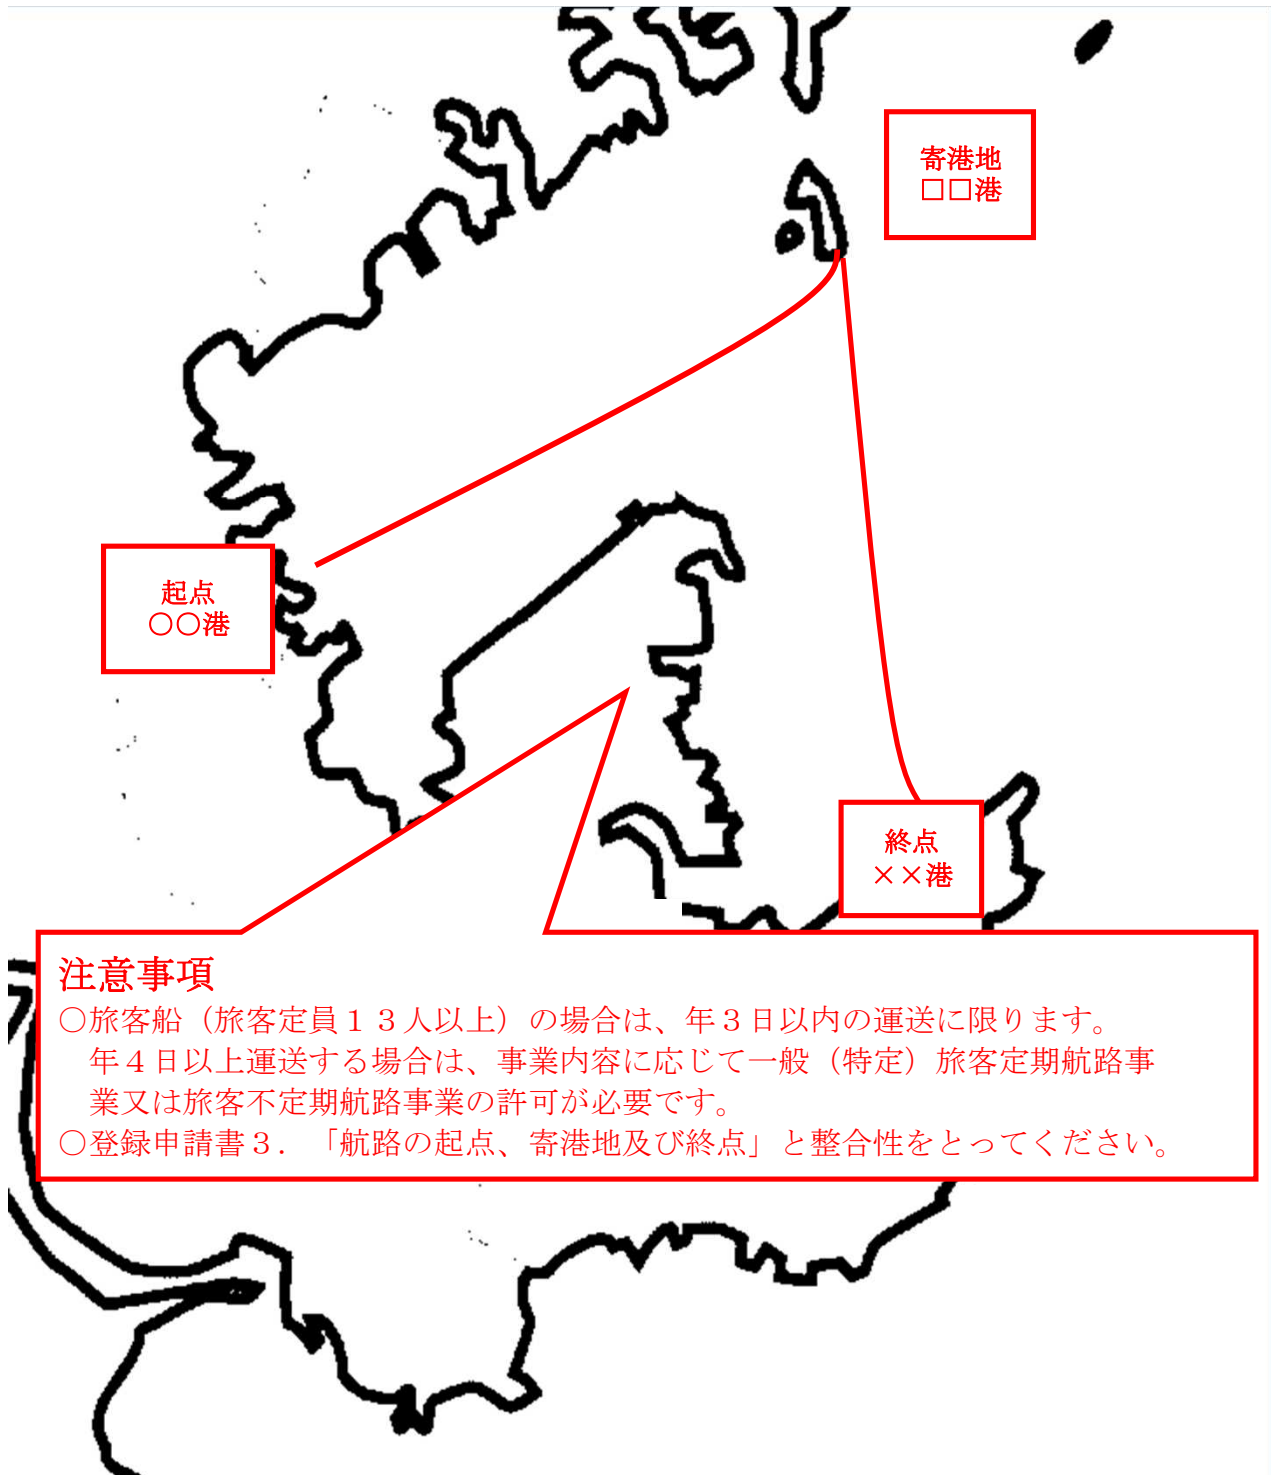 寄港地
□□港
起点
○○港
終点
××港
注意事項
○旅客船（旅客定員１３人以上）の場合は、年３日以内の運送に限ります。
年４日以上運送する場合は、事業内容に応じて一般（特定）旅客定期航路事
業又は旅客不定期航路事業の許可が必要です。
○登録申請書３．「航路の起点、寄港地及び終点」と整合性をとってください。